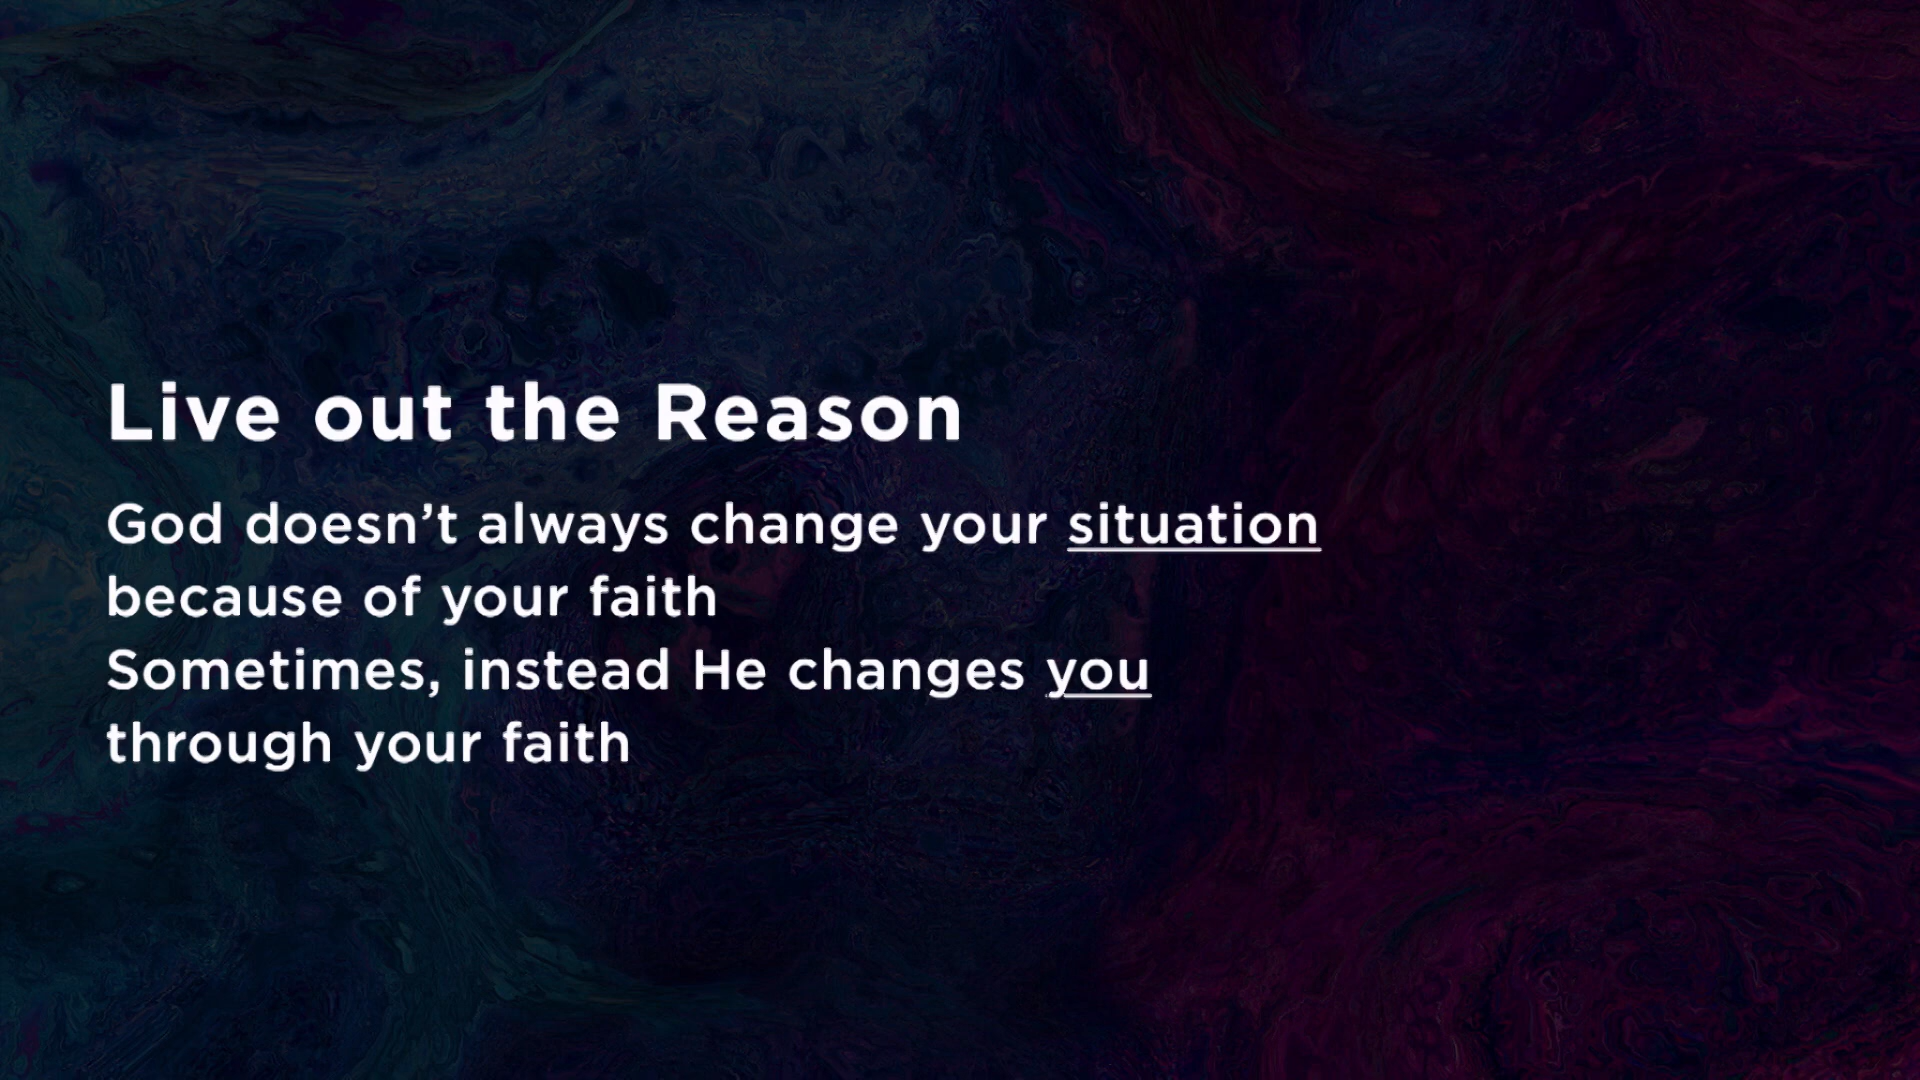 Live out the Reason
God doesn’t always change your situation
because of your faith
Sometimes, instead He changes you
through your faith